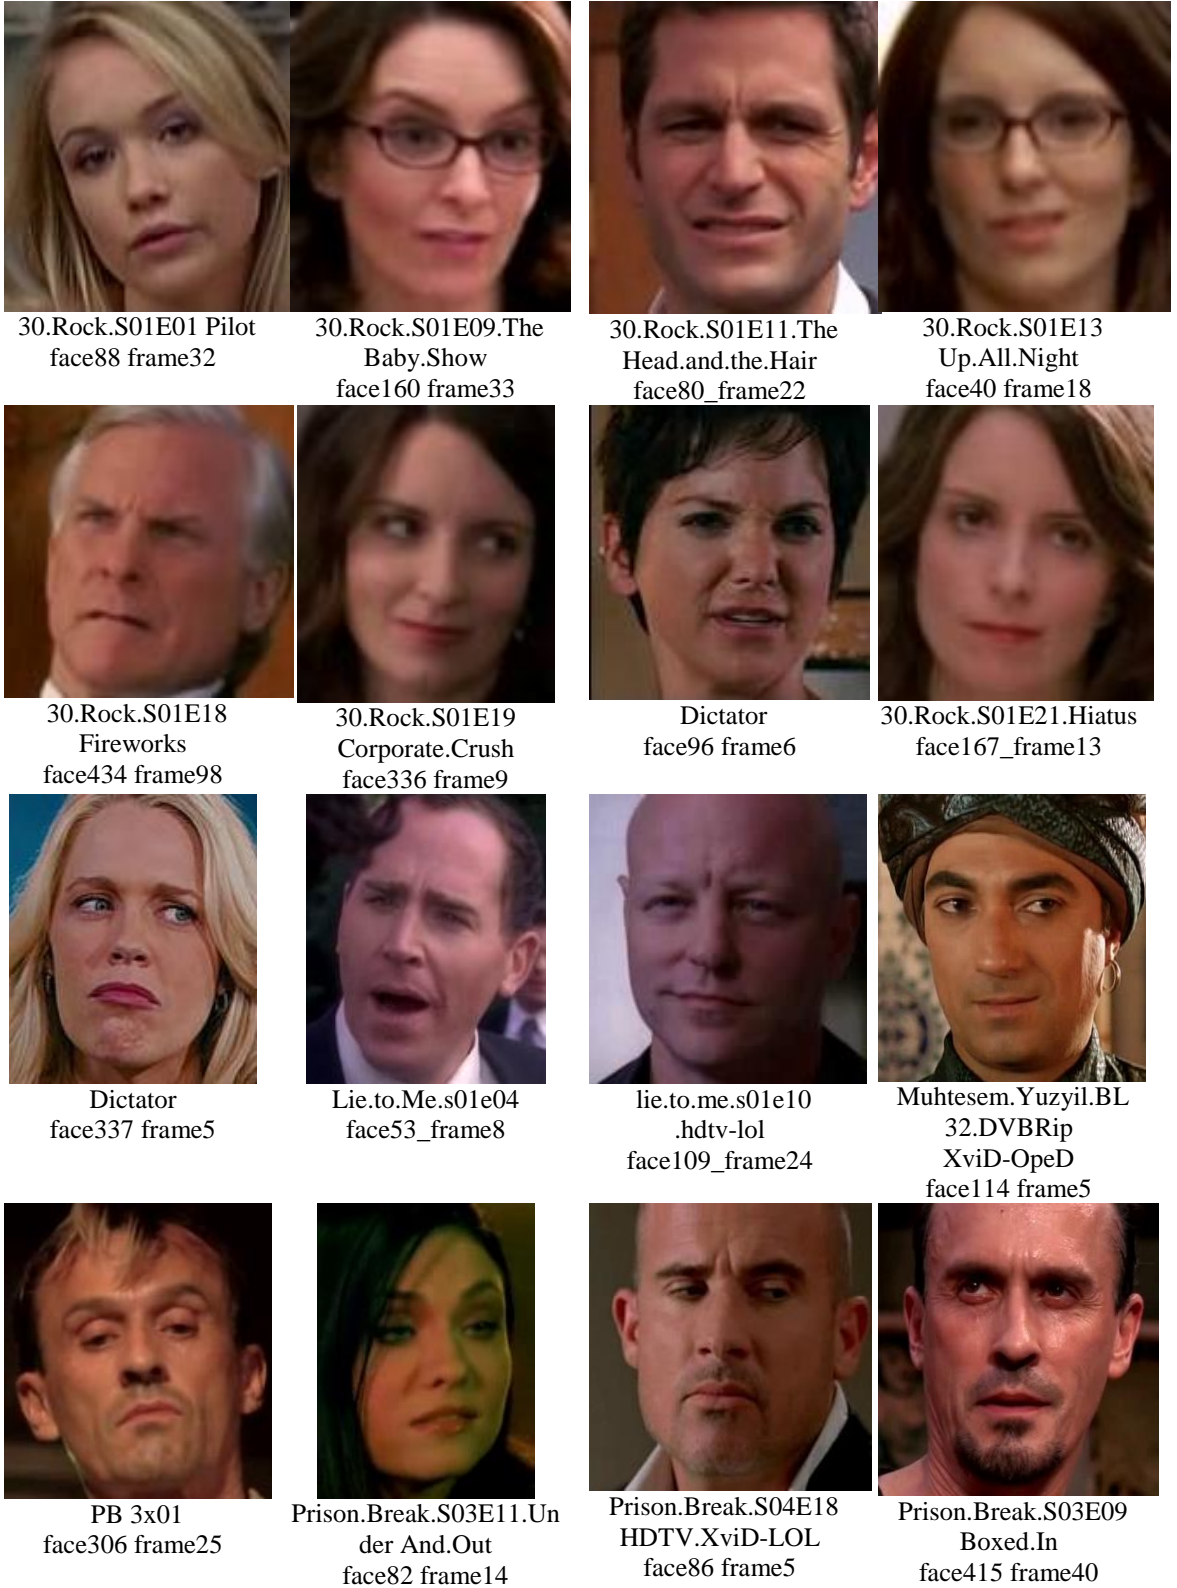 30.Rock.S01E01 Pilot
face88 frame32
30.Rock.S01E09.The
Baby.Show
face160 frame33
30.Rock.S01E11.The
Head.and.the.Hair
face80_frame22
30.Rock.S01E13
Up.All.Night
face40 frame18
30.Rock.S01E18
Fireworks
face434 frame98
30.Rock.S01E19
Corporate.Crush
face336 frame9
Dictator
face96 frame6
30.Rock.S01E21.Hiatus
face167_frame13
Dictator
face337 frame5
Lie.to.Me.s01e04
face53_frame8
lie.to.me.s01e10
.hdtv-lol
face109_frame24
Muhtesem.Yuzyil.BL
32.DVBRip
XviD-OpeD
face114 frame5
PB 3x01
face306 frame25
Prison.Break.S03E11.Un
der And.Out
face82 frame14
Prison.Break.S04E18
HDTV.XviD-LOL
face86 frame5
Prison.Break.S03E09
Boxed.In
face415 frame40